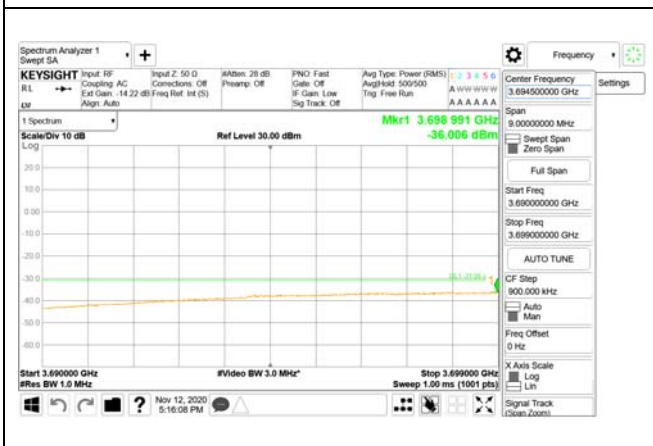 Spectrum Analyzer 1
Swept SA
Frequency
KEYSIGHT
RL
Input: RF
Coupling: AC
Ext Gain: -14.22 dB
Align: Auto
Input Z: 50 Ω
Corrections: Off
Freq Ref: Int (S)
#Atten: 28 dB
Preamp: Off
PNO: Fast
Gate: Off
IF Gain: Low
Sig Track: Off
Avg Type: Power (RMS)
Avg|Hold: 500/500
Trig: Free Run
1 2 3 4 5 6
A W W W W W
A A A A A A
1 Spectrum
Scale/Div 10 dB
Log
Ref Level 30.00 dBm
Mkr1 3.698 991 GHz
-36.006 dBm
20.0
10.0
0.00
-10.0
-20.0
-30.0
-40.0
-50.0
-60.0
1
Start 3.690000 GHz
#Res BW 1.0 MHz
#Video BW 3.0 MHz*
Stop 3.699000 GHz
Sweep 1.00 ms (1001 pts)
Nov 12, 2020
5:16:08 PM
Center Frequency
3.694500000 GHz
Settings
Span
9.00000000 MHz
Swept Span
Zero Span
Full Span
Start Freq
3.690000000 GHz
Stop Freq
3.699000000 GHz
AUTO TUNE
CF Step
900.000 kHz
Auto
Man
Freq Offset
0 Hz
X Axis Scale
Log
Lin
Signal Track
(Span Zoom)